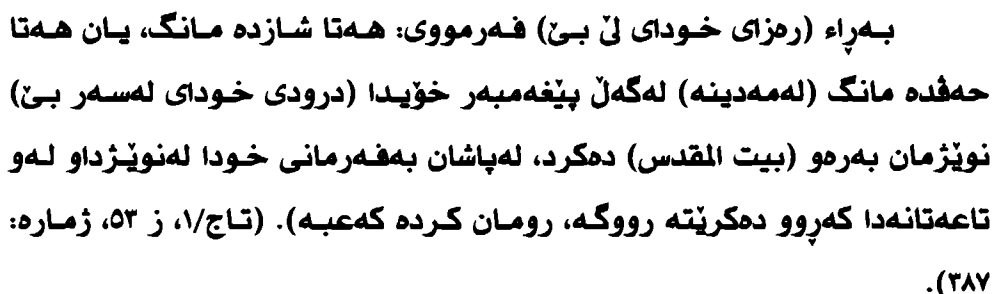 بەڕاء (رەزای خودای لێ بێ) فەرمووی: هەتا شازدە مانگ، یان هەتا
حەڤدە مانگ (لەمەدینە) لەگەڵ پێغەمبەر خۆیدا (درودی خودای لەسەر بێ)
نوێژمان بەرەو (بیت المقدس) دەکرد، لەپاشان بەفەرمانی خودا لەنوێژداو لەو
تاعەتانەدا کەڕوو دەکرێتە رووگە، رومان کردە کەعبە). (تاج/١، ز ٥٣، ژمارە:
٣٨٧).